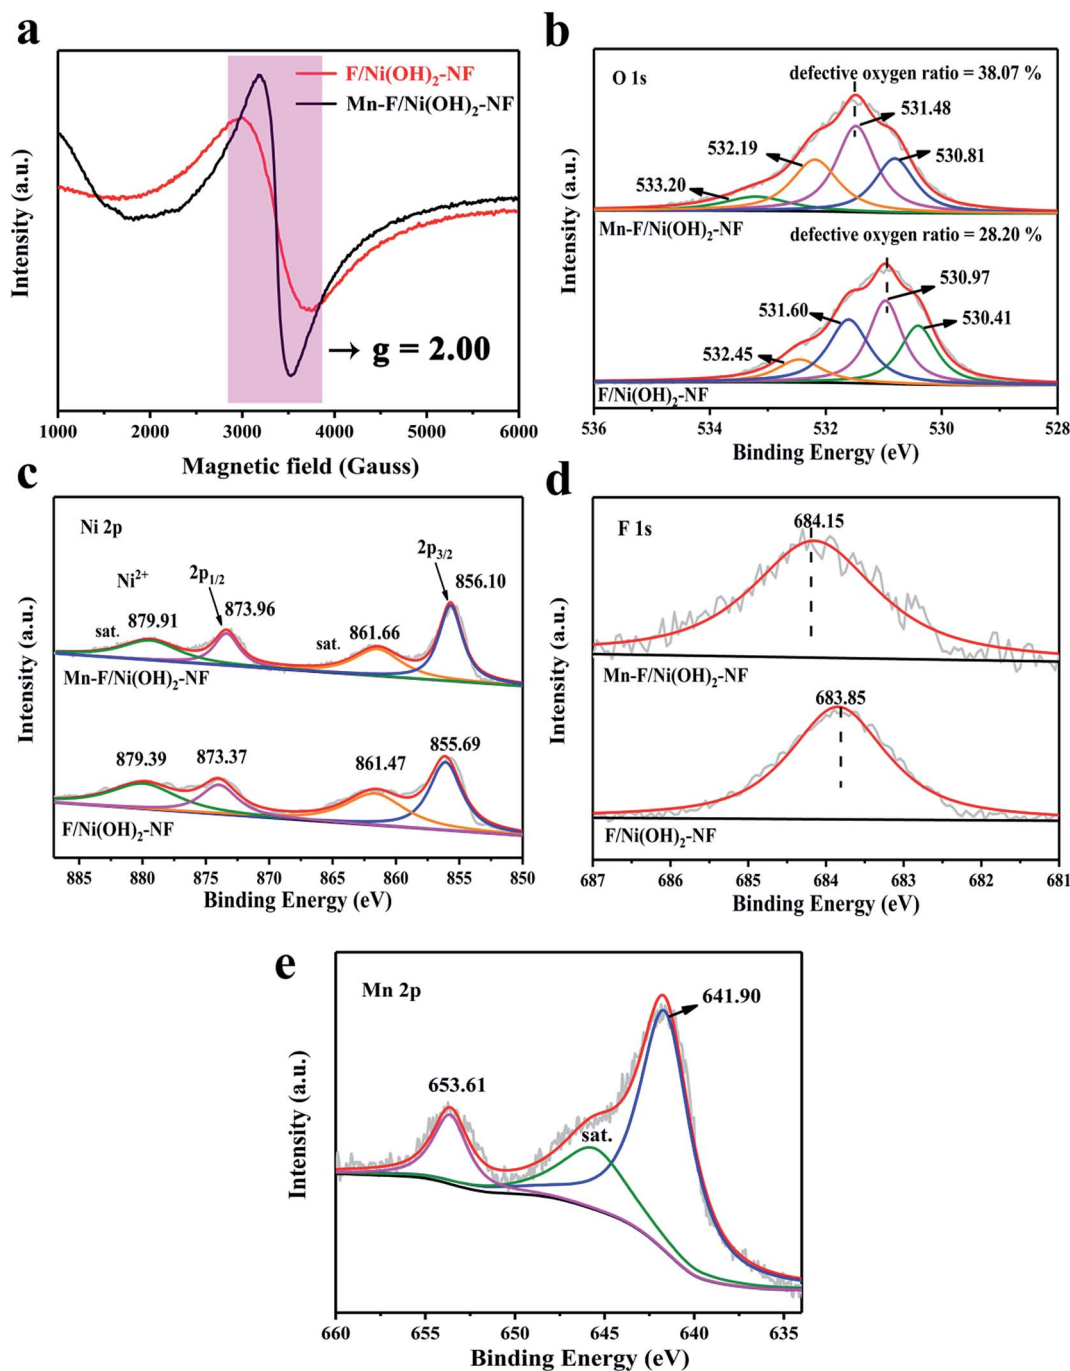 a
F/Ni(OH)₂-NF
Mn-F/Ni(OH)₂-NF
→ g = 2.00
Intensity (a.u.)
1000 2000 3000 4000 5000 6000
Magnetic field (Gauss)
b
O 1s
defective oxygen ratio = 38.07 %
531.48
532.19
530.81
533.20
Mn-F/Ni(OH)₂-NF
defective oxygen ratio = 28.20 %
530.97
531.60
530.41
532.45
F/Ni(OH)₂-NF
Intensity (a.u.)
536 534 532 530 528
Binding Energy (eV)
c
Ni 2p
2p₃/₂
Ni²⁺
2p₁/₂
856.10
879.91
873.96
sat.
sat.
861.66
Mn-F/Ni(OH)₂-NF
879.39
873.37
861.47
855.69
F/Ni(OH)₂-NF
Intensity (a.u.)
885 880 875 870 865 860 855 850
Binding Energy (eV)
d
F 1s
684.15
Mn-F/Ni(OH)₂-NF
683.85
F/Ni(OH)₂-NF
Intensity (a.u.)
687 686 685 684 683 682 681
Binding Energy (eV)
e
Mn 2p
641.90
653.61
sat.
Intensity (a.u.)
660 655 650 645 640 635
Binding Energy (eV)